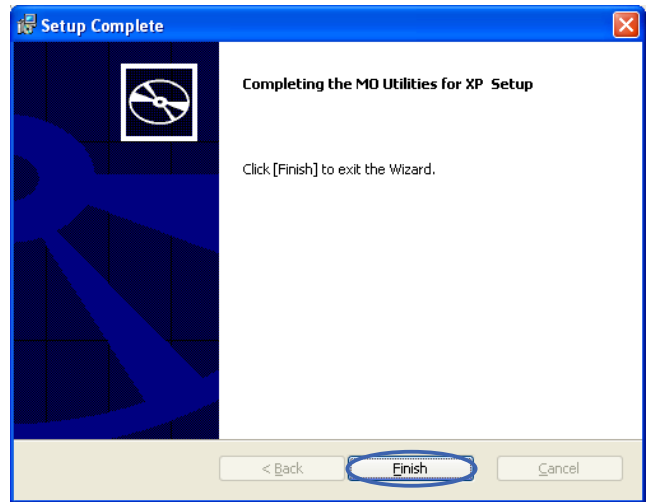 Setup Complete
Completing the MO Utilities for XP  Setup
Click [Finish] to exit the Wizard.
< Back
Finish
Cancel